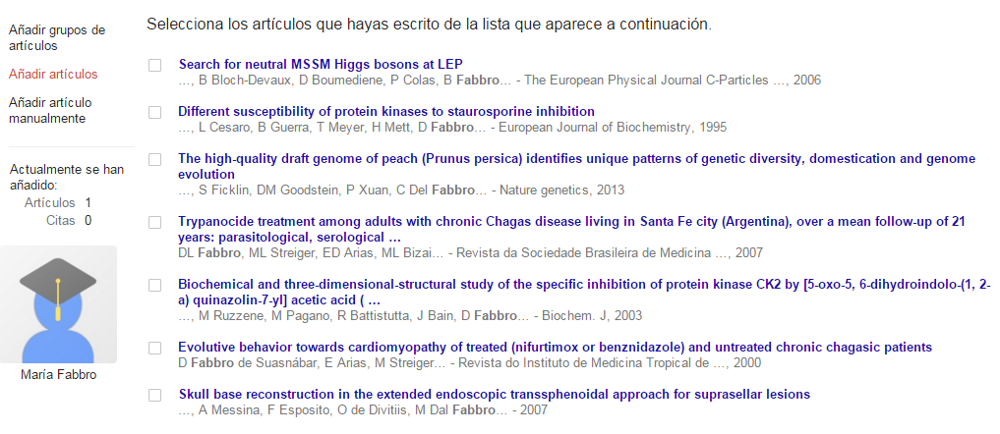 Añadir grupos de
artículos
Añadir artículos
Añadir artículo
manualmente
Actualmente se han
añadido:
Artículos 1
Citas 0
María Fabbro
Selecciona los artículos que hayas escrito de la lista que aparece a continuación.
Search for neutral MSSM Higgs bosons at LEP
..., B Bloch-Devaux, D Boumediene, P Colas, B Fabbro... - The European Physical Journal C-Particles ..., 2006
Different susceptibility of protein kinases to staurosporine inhibition
..., L Cesaro, B Guerra, T Meyer, H Mett, D Fabbro... - European Journal of Biochemistry, 1995
The high-quality draft genome of peach (Prunus persica) identifies unique patterns of genetic diversity, domestication and genome
evolution
..., S Ficklin, DM Goodstein, P Xuan, C Del Fabbro... - Nature genetics, 2013
Trypanocide treatment among adults with chronic Chagas disease living in Santa Fe city (Argentina), over a mean follow-up of 21
years: parasitological, serological ...
DL Fabbro, ML Streiger, ED Arias, ML Bizai... - Revista da Sociedade Brasileira de Medicina ..., 2007
Biochemical and three-dimensional-structural study of the specific inhibition of protein kinase CK2 by [5-oxo-5, 6-dihydroindolo-(1, 2-
a) quinazolin-7-yl] acetic acid ( ...
..., M Ruzzene, M Pagano, R Battistutta, J Bain, D Fabbro... - Biochem. J, 2003
Evolutive behavior towards cardiomyopathy of treated (nifurtimox or benznidazole) and untreated chronic chagasic patients
D Fabbro de Suasnábar, E Arias, M Streiger... - Revista do Instituto de Medicina Tropical de ..., 2000
Skull base reconstruction in the extended endoscopic transsphenoidal approach for suprasellar lesions
..., A Messina, F Esposito, O de Divitiis, M Dal Fabbro... - 2007